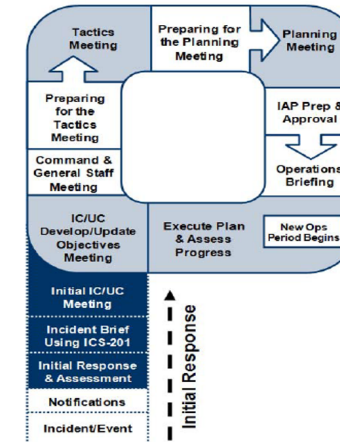 Tactics
Meeting
Preparing for
the Planning
Meeting
Planning
Meeting
Preparing
for the
Tactics
Meeting
IAP Prep &
Approval
Command &
General Staff
Meeting
Operations
Briefing
IC/UC
Develop/Update
Objectives
Meeting
Execute Plan
& Assess
Progress
New Ops
Period Begins
Initial IC/UC
Meeting
Incident Brief
Using ICS-201
Initial Response
& Assessment
Notifications
Incident/Event
Initial Response